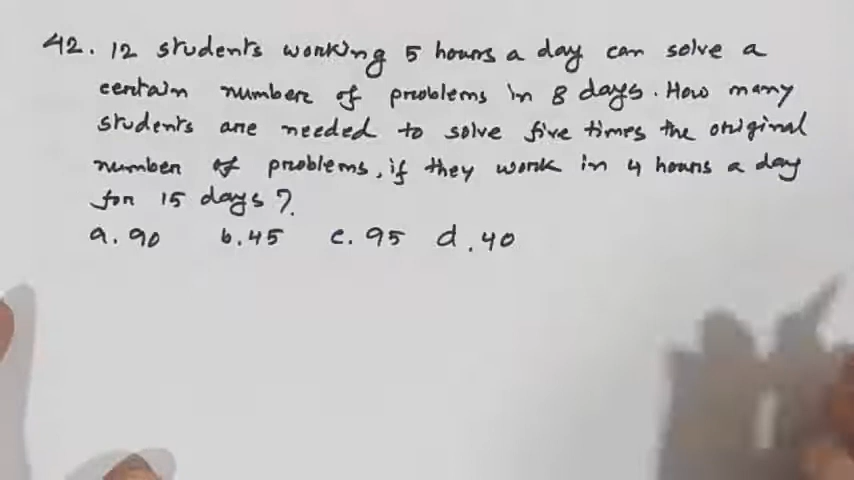 42. 12 students working 5 hours a day can solve a
certain number of problems in 8 days. How many
students are needed to solve five times the original
number of problems, if they work in 4 hours a day
for 15 days?
a. 90 b. 45 c. 95 d. 40